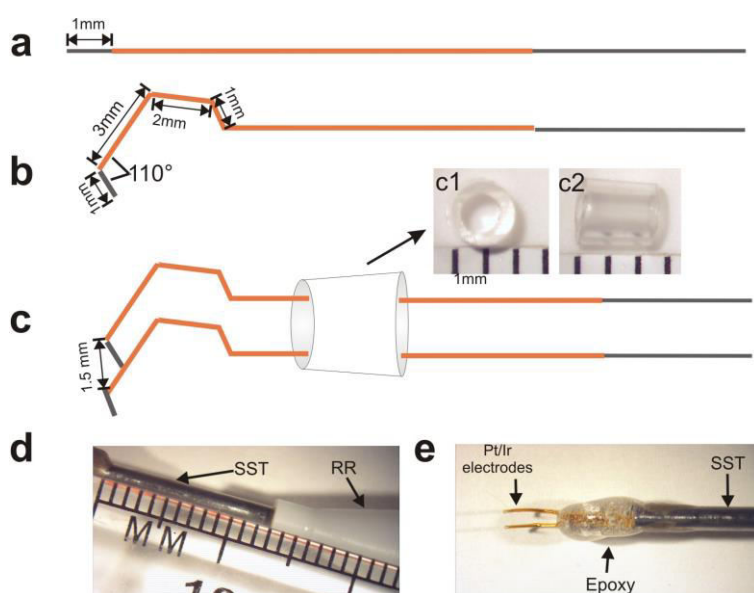 a
1mm
3mm
2mm
1mm
b
110°
1mm
c1
c2
1mm
c
1.5 mm
d
SST
RR
MM
e
Pt/Ir
electrodes
SST
Epoxy